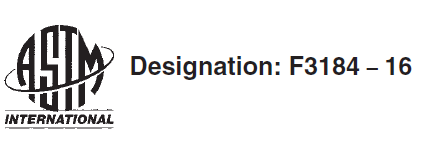 ASTM
INTERNATIONAL
Designation: F3184 – 16